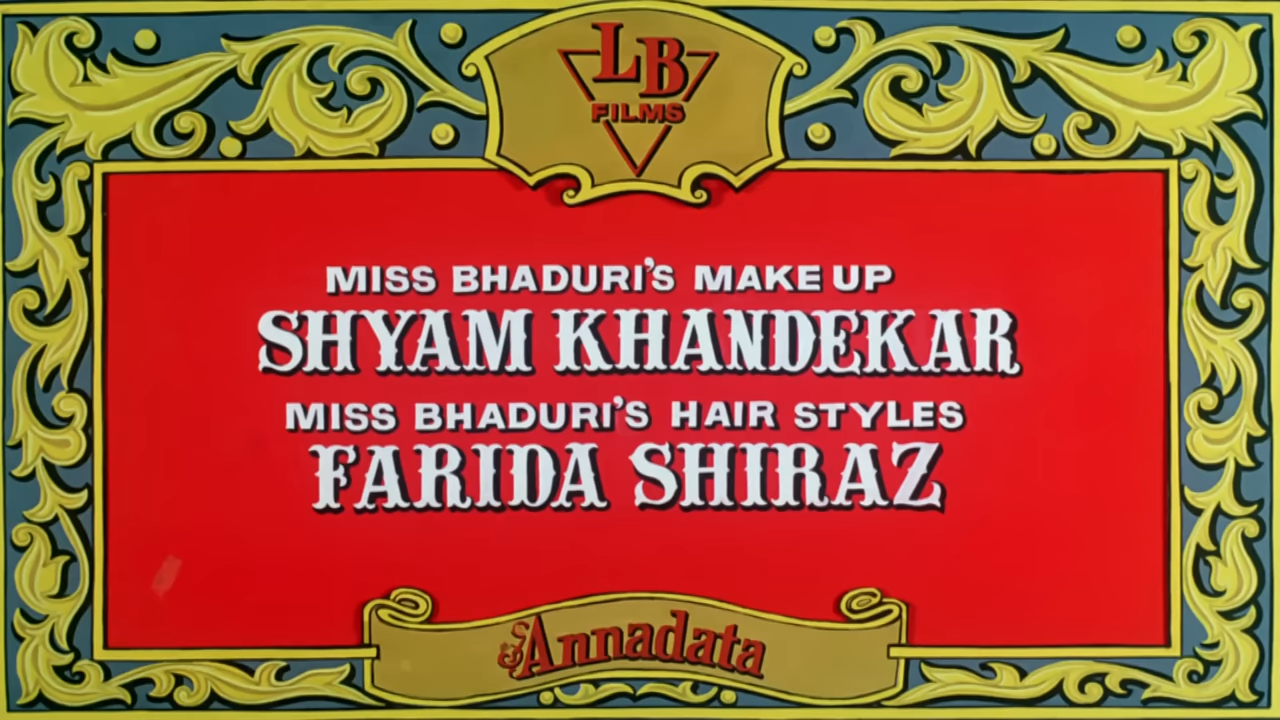 LB
FILMS
MISS BHADURI'S MAKE UP
SHYAM KHANDEKAR
MISS BHADURI'S HAIR STYLES
FARIDA SHIRAZ
Annadata